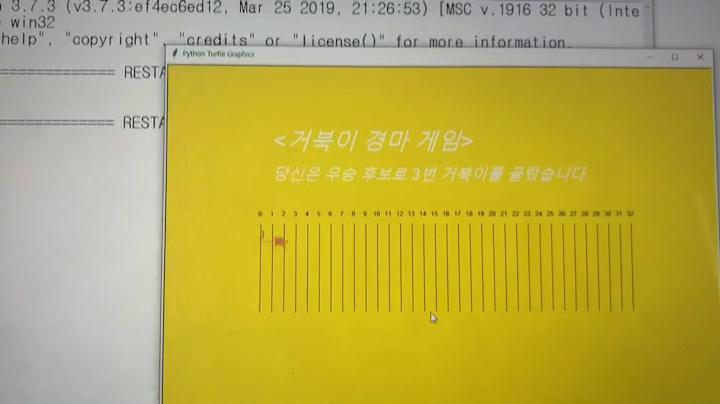 3.7.3 (v3.7.3:ef4ec6ed12, Mar 25 2019, 21:26:53) [MSC v.1916 32 bit (Inte
win32
help", "copyright", "credits" or "license()" for more information.
============= RESTA
============= RESTA
Python Turtle Graphics
<거북이 경마 게임>
당신은 우승 후보로 3번 거북이를 골랐습니다.
0 1 2 3 4 5 6 7 8 9 10 11 12 13 14 15 16 17 18 19 20 21 22 23 24 25 26 27 28 29 30 31 32